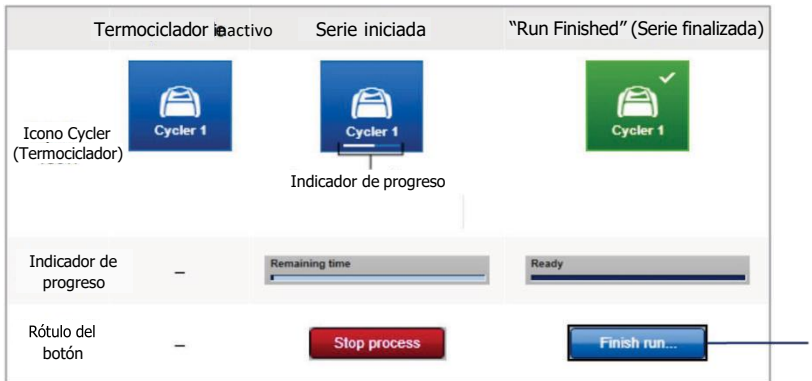 Termociclador inactivo Serie iniciada “Run Finished” (Serie finalizada)
Icono Cycler
(Termociclador)
Cycler 1 Cycler 1 Cycler 1
Indicador de progreso
Indicador de
progreso
– Remaining time Ready
Rótulo del
botón
– Stop process Finish run...